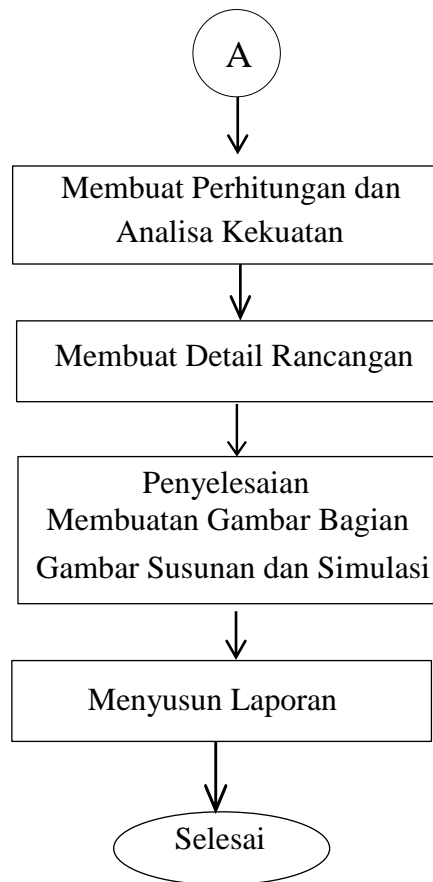 A
Membuat Perhitungan dan
Analisa Kekuatan
Membuat Detail Rancangan
Penyelesaian
Membuatan Gambar Bagian
Gambar Susunan dan Simulasi
Menyusun Laporan
Selesai